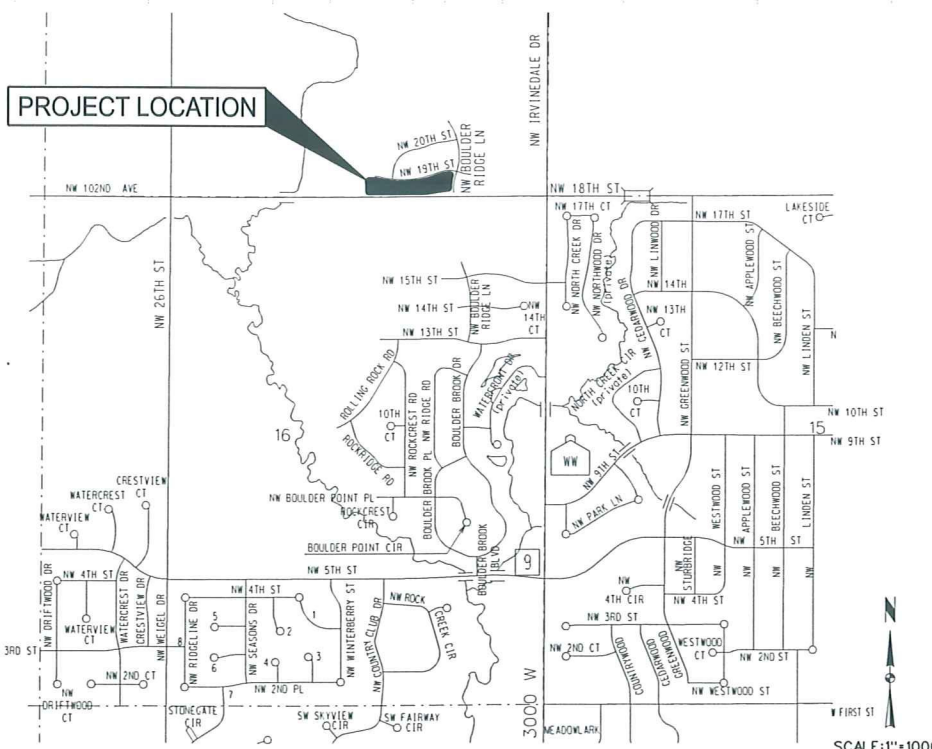 PROJECT LOCATION
NW IRVINEDALE DR
NW 20TH ST
NW 19TH ST
NW BOULDER
RIDGE LN
NW 102ND AVE
NW 18TH ST
NW 26TH ST
NW 17TH CT
NW NORTH CREEK DR
NW NORTHWOOD DR
(private)
NW LINWOOD DR
NW 17TH ST
LAKESIDE
CT
NW APPLEWOOD ST
NW BEECHWOOD ST
NW LINDEN ST
NW 15TH ST
NW BOULDER
RIDGE LN
NW 14TH ST
NW
14TH
CT
NW 13TH ST
NW 14TH
NW CEDARWOOD DR
NW 13TH
CT
N
NW 12TH ST
NW GREENWOOD ST
ROLLING ROCK RD
WATERFRONT DR
(private)
NORTH CREEK CIR
(private)
10TH
CT
10TH
CT
NW 10TH ST
15
NW 9TH ST
16
ROCKRIDGE RD
NW ROCKCREST RD
BOULDER BROOK PL
NW RIDGE RD
BOULDER BROOK DR
WW
NW 9TH ST
NW PARK LN
WESTWOOD ST
APPLEWOOD ST
BEECHWOOD ST
LINDEN ST
CRESTVIEW
CT
WATERCREST
CT
WATERVIEW
CT
NW BOULDER POINT PL
ROCKCREST
CIR
BOULDER POINT CIR
BOULDER BROOK
BLVD
9
NW
STURBRIDGE
NW
NW 5TH ST
NW
NW
NW 5TH ST
NW 4TH ST
NW DRIFTWOOD DR
WATERVIEW
CT
WATERCREST DR
CRESTVIEW DR
NW WEIGEL DR
NW 4TH ST
NW RIDGELINE DR
NW SEASONS DR
NW WINTERBERRY ST
NW COUNTRY CLUB DR
NW ROCK
CREEK CIR
1
2
3
4
5
6
7
8
NW
4TH CIR
NW 4TH ST
NW 3RD ST
3RD ST
NW 2ND CT
NW
DRIFTWOOD
CT
NW 2ND PL
NW 2ND CT
COUNTRYWOOD
CEDARWOOD
GREENWOOD
WESTWOOD
CT
NW 2ND ST
NW WESTWOOD ST
STONEGATE
CIR
SW SKYVIEW
CIR
SW FAIRWAY
CIR
3000 W
MEADOWLARK
W FIRST ST
N